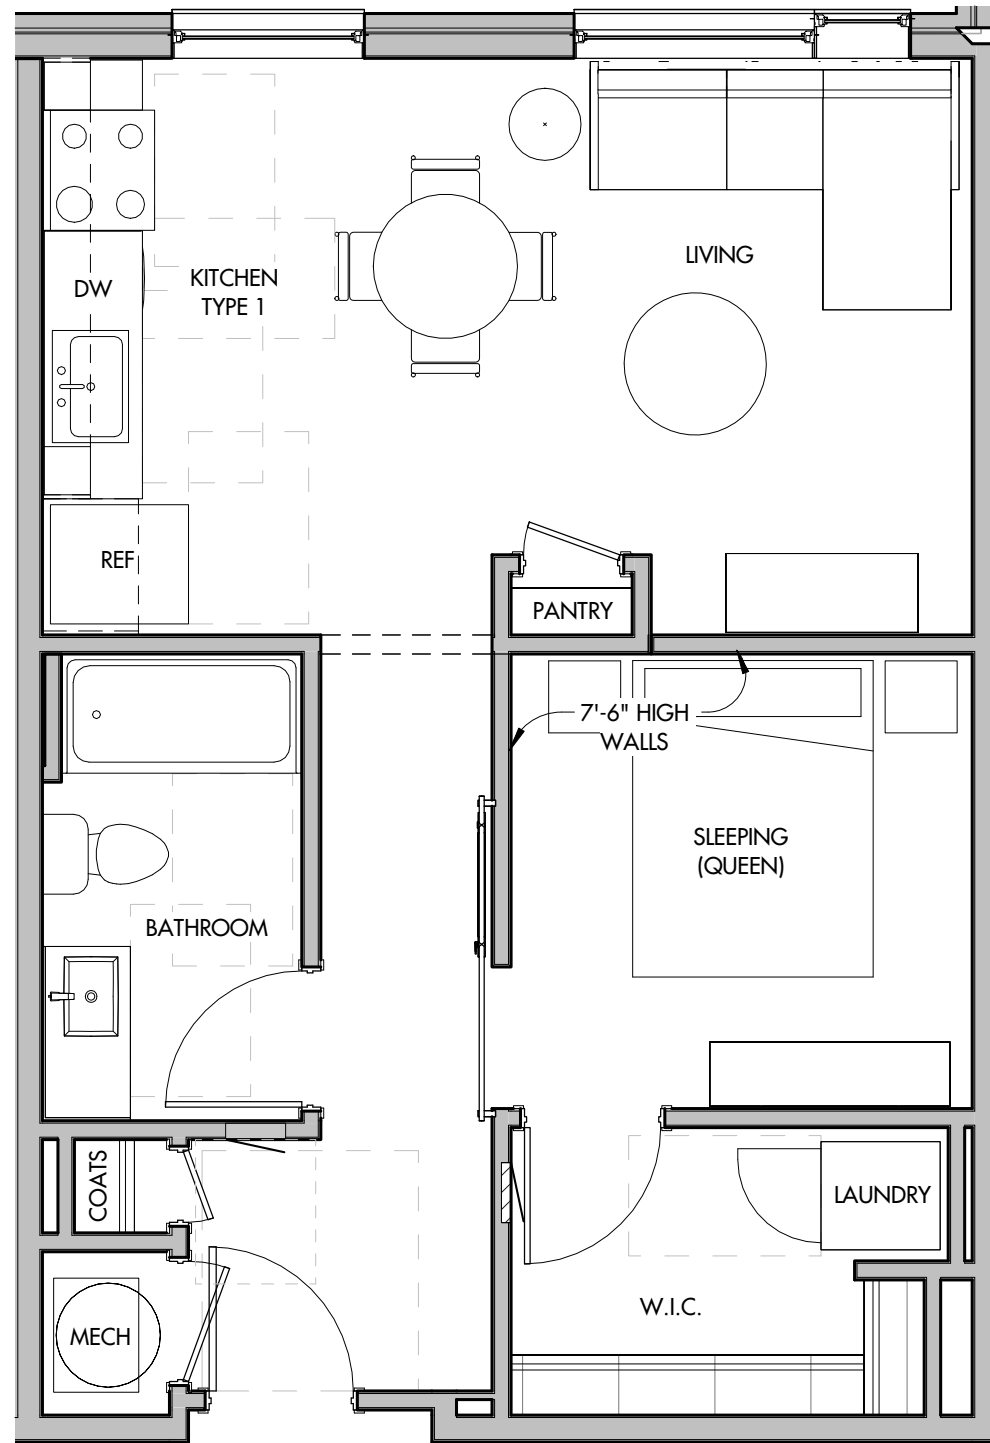 LIVING
KITCHEN
TYPE 1
DW
REF
PANTRY
7'-6" HIGH
WALLS
SLEEPING
(QUEEN)
BATHROOM
COATS
LAUNDRY
W.I.C.
MECH